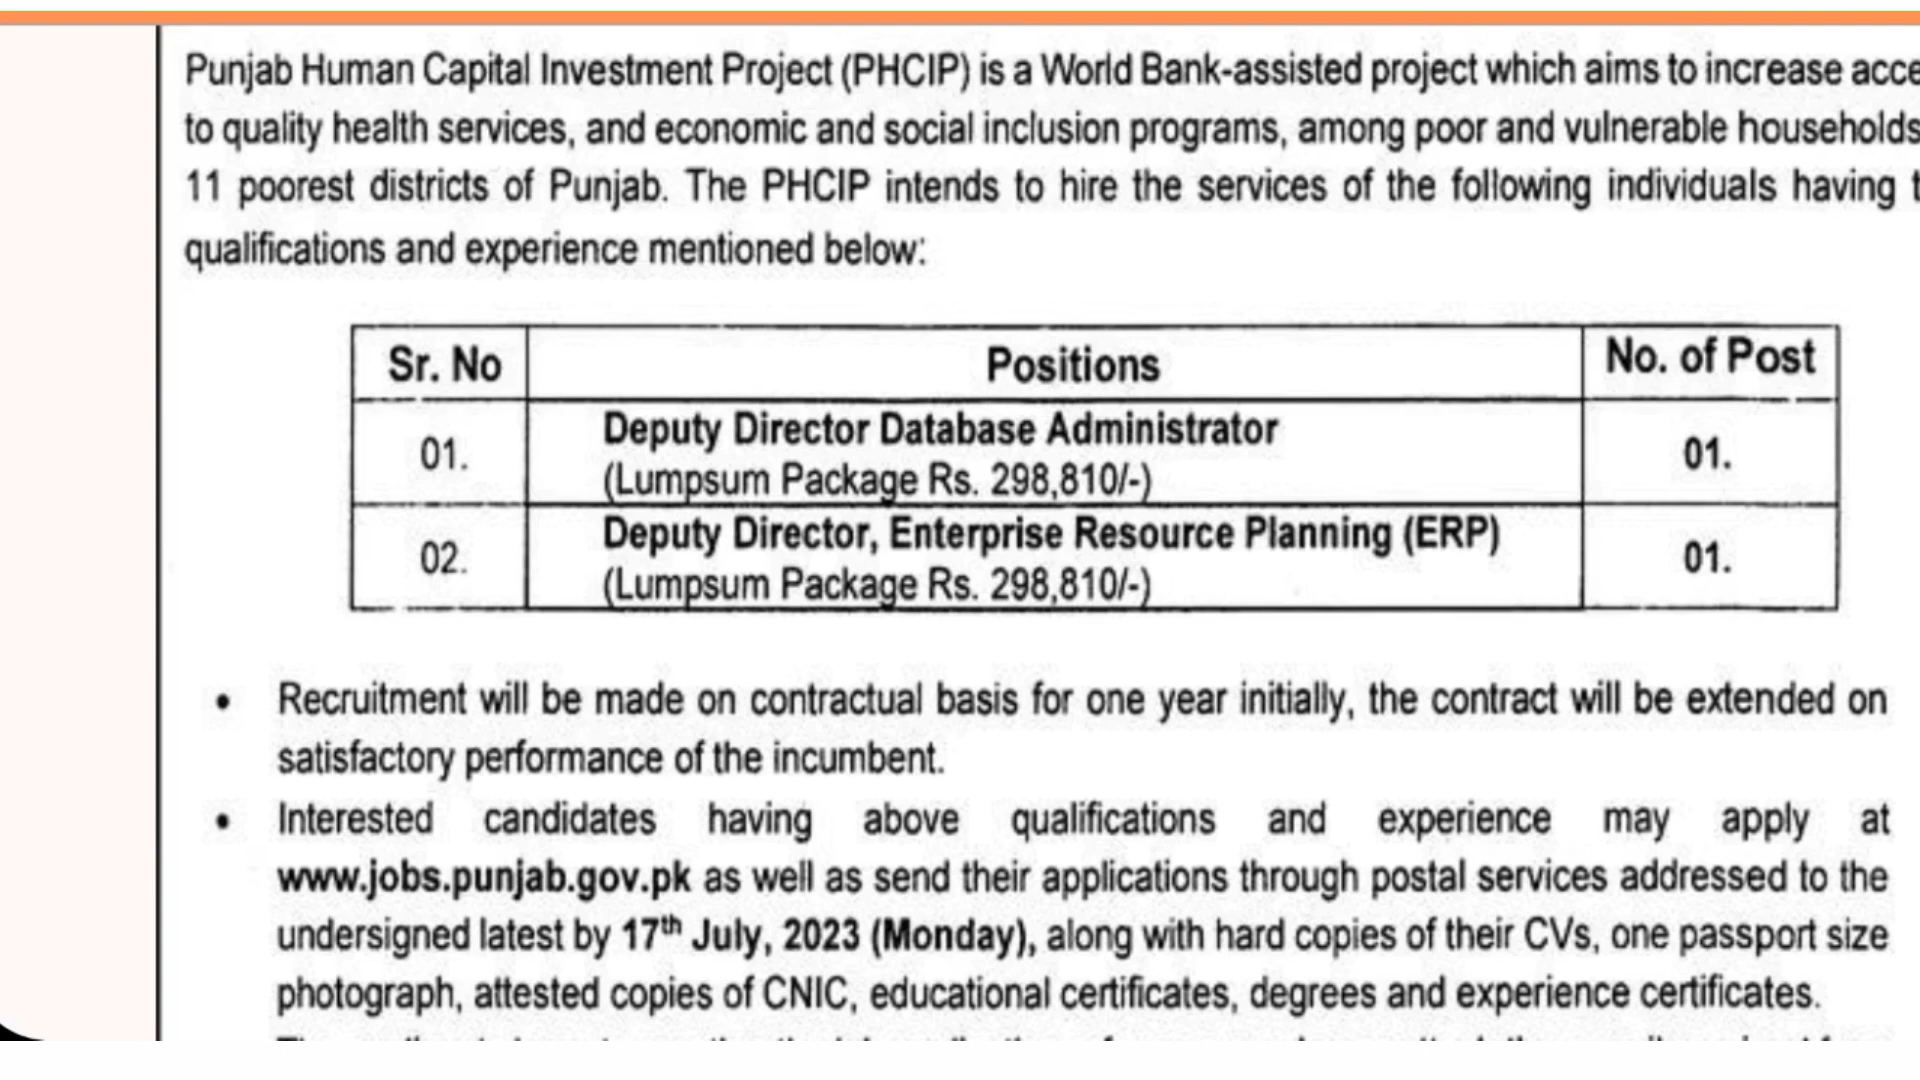 Punjab Human Capital Investment Project (PHCIP) is a World Bank-assisted project which aims to increase
to quality health services, and economic and social inclusion programs, among poor and vulnerable households
11 poorest districts of Punjab. The PHCIP intends to hire the services of the following individuals having
qualifications and experience mentioned below:
Sr. No Positions No. of Post
01. Deputy Director Database Administrator 01.
(Lumpsum Package Rs. 298,810/-)
02. Deputy Director, Enterprise Resource Planning (ERP) 01.
(Lumpsum Package Rs. 298,810/-)
• Recruitment will be made on contractual basis for one year initially, the contract will be extended on
satisfactory performance of the incumbent.
• Interested candidates having above qualifications and experience may apply at
www.jobs.punjab.gov.pk as well as send their applications through postal services addressed to the
undersigned latest by 17th July, 2023 (Monday), along with hard copies of their CVs, one passport size
photograph, attested copies of CNIC, educational certificates, degrees and experience certificates.